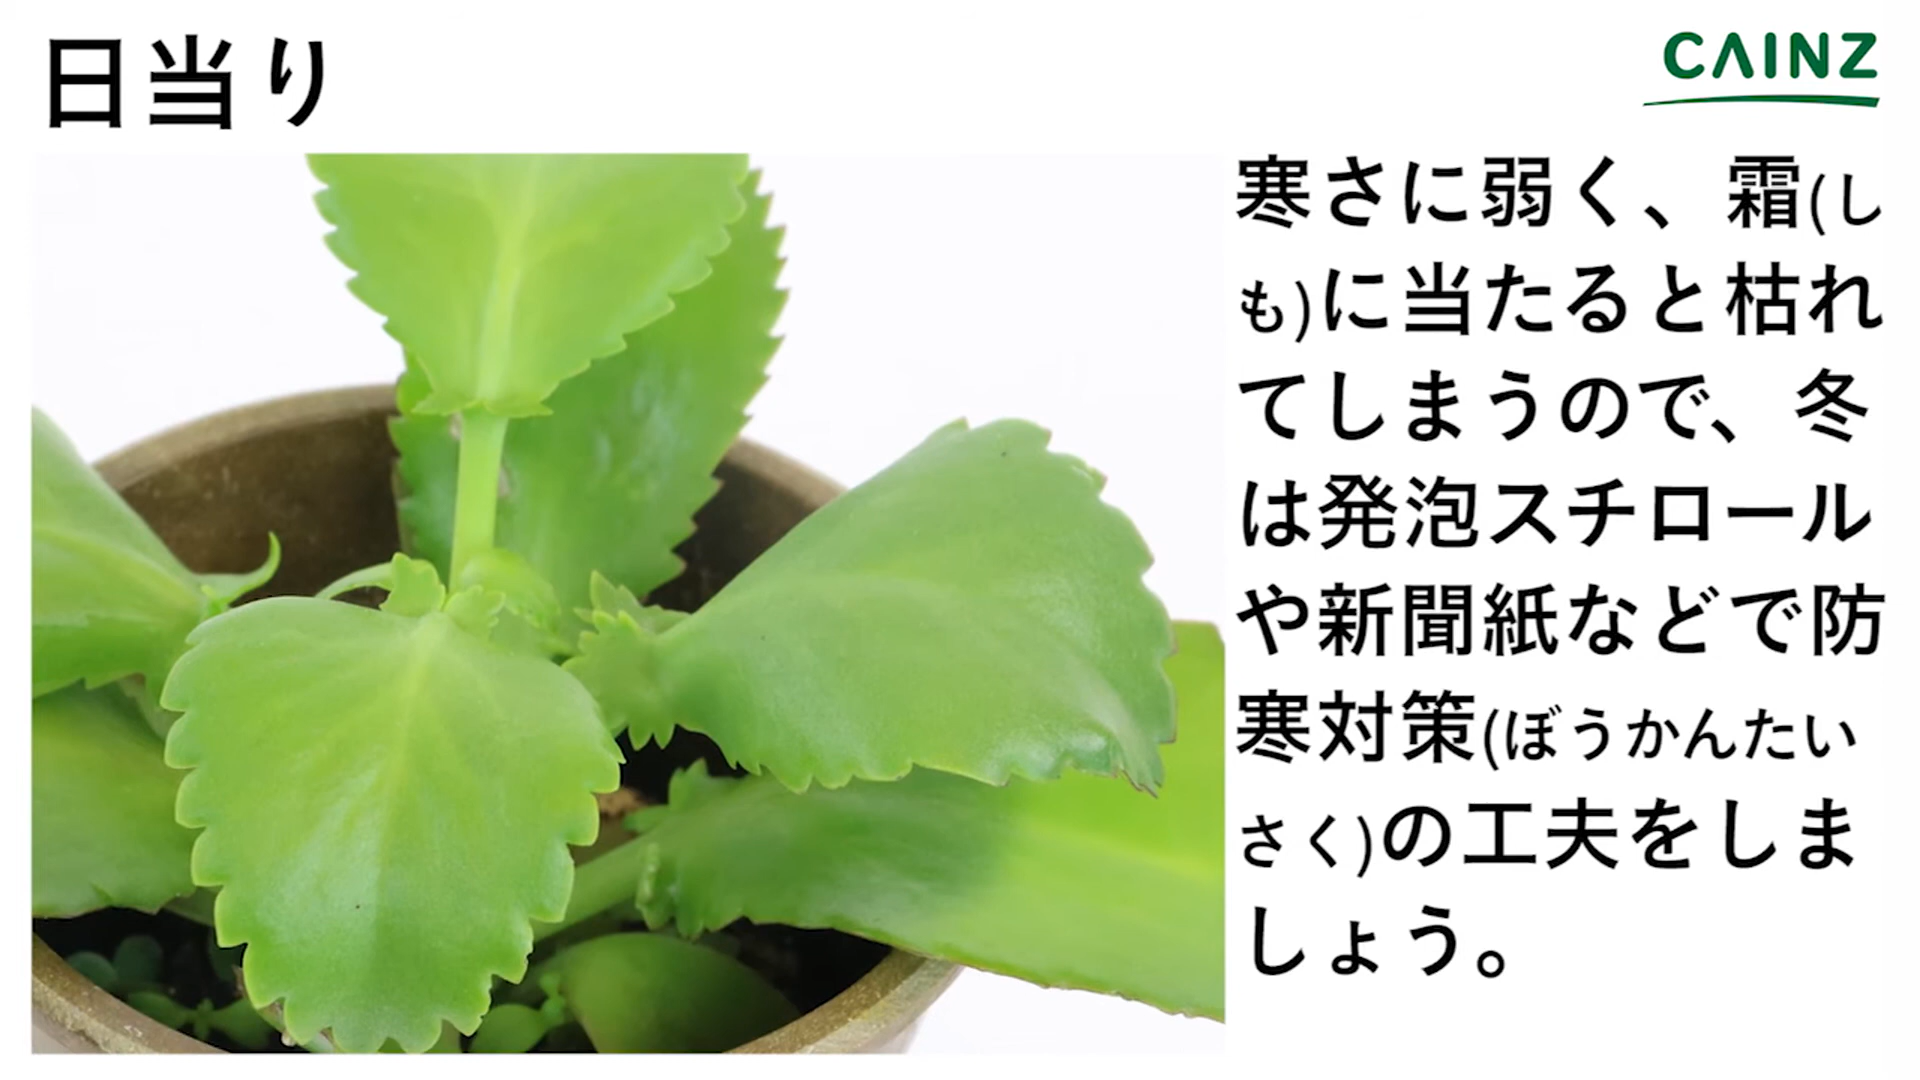 日当り
CAINZ
寒さに弱く、霜(し
も)に当たると枯れ
てしまうので、冬
は発泡スチロール
や新聞紙などで防
寒対策(ぼうかんたい
さく)の工夫をしま
しょう。